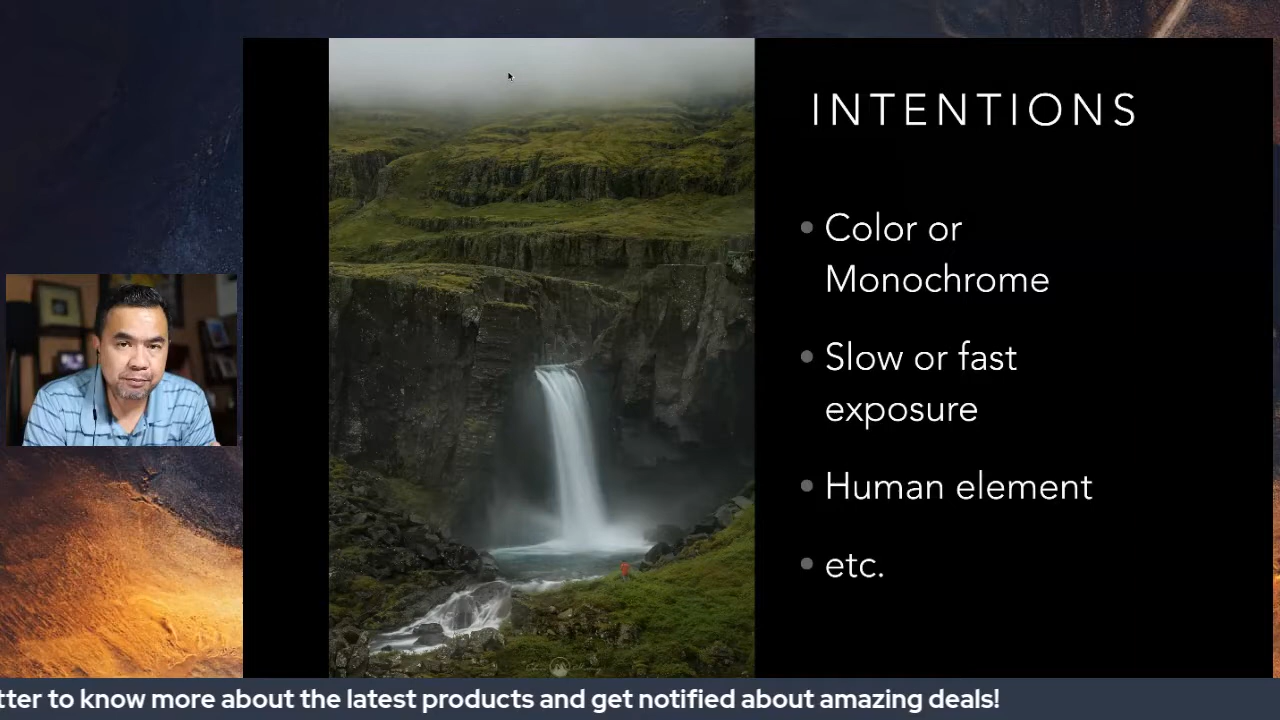 INTENTIONS
Color or
Monochrome
Slow or fast
exposure
Human element
etc.
tter to know more about the latest products and get notified about amazing deals!